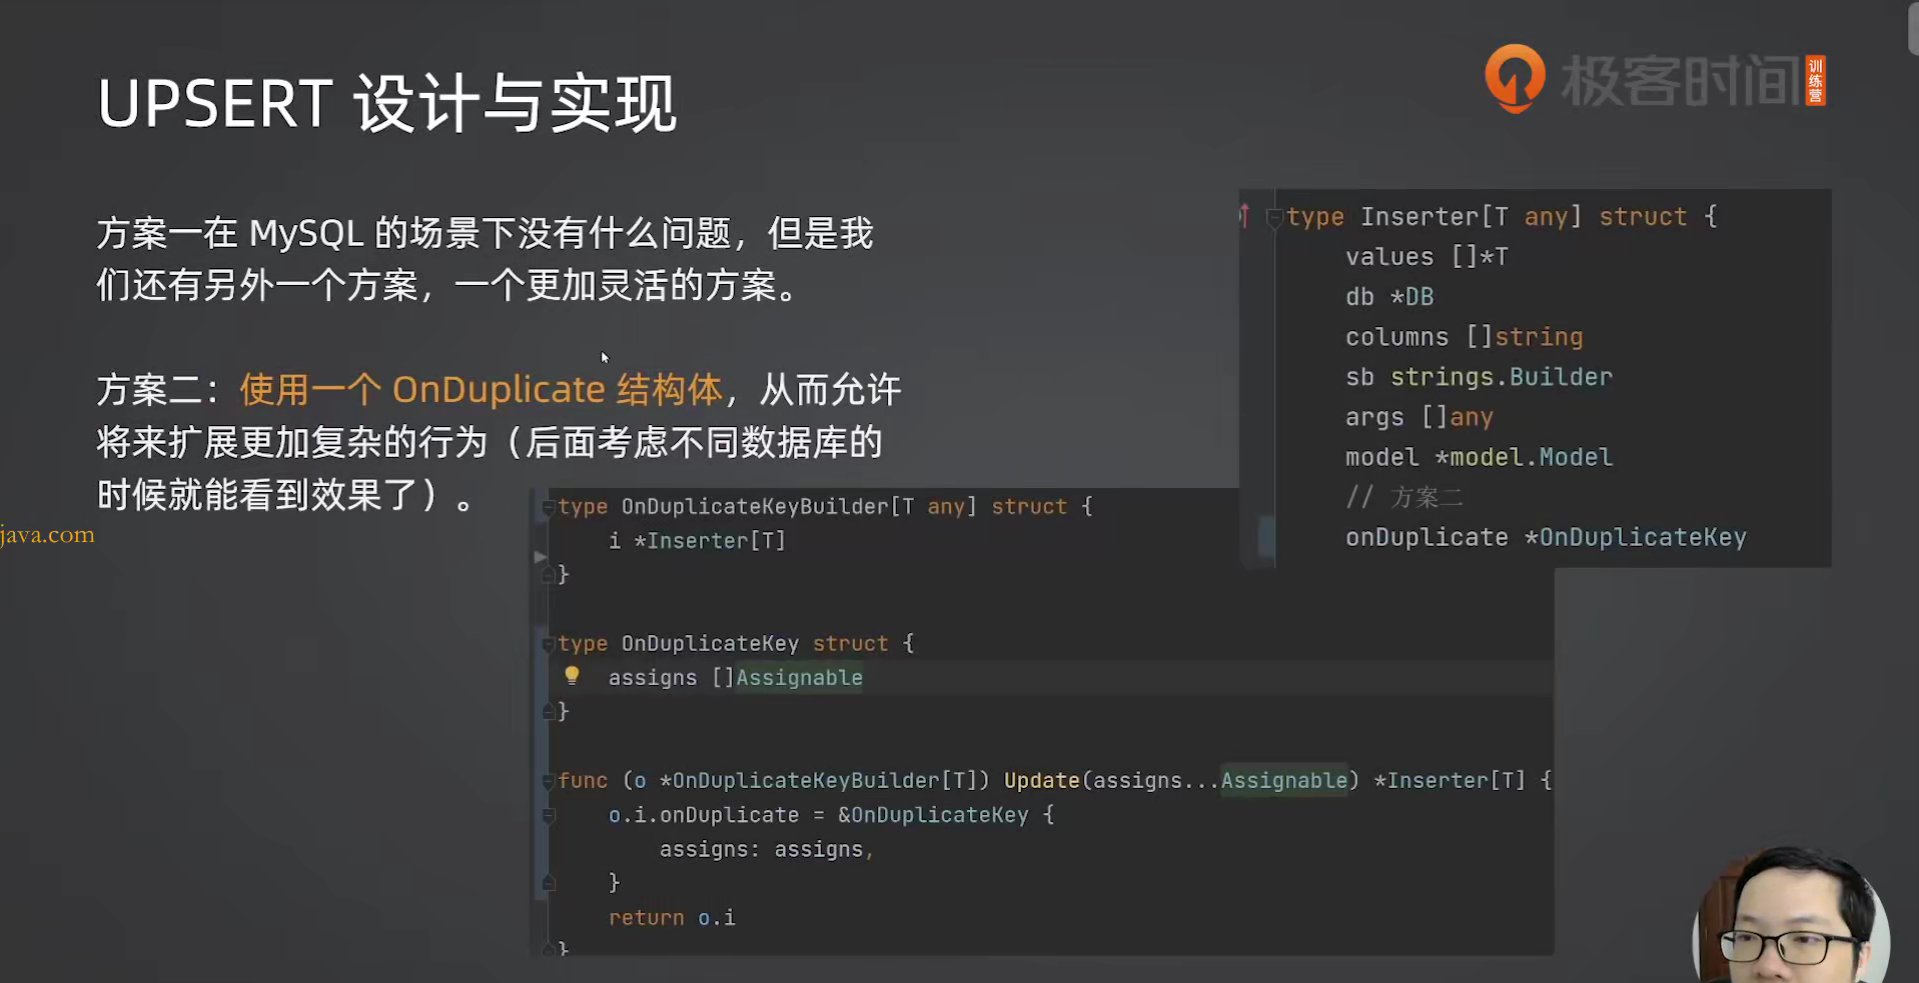 UPSERT 设计与实现
极客时间 训练营
方案一在 MySQL 的场景下没有什么问题，但是我
们还有另外一个方案，一个更加灵活的方案。
方案二：使用一个 OnDuplicate 结构体，从而允许
将来扩展更加复杂的行为（后面考虑不同数据库的
时候就能看到效果了）。
java.com
type Inserter[T any] struct {
values []*T
db *DB
columns []string
sb strings.Builder
args []any
model *model.Model
// 方案二
onDuplicate *OnDuplicateKey
type OnDuplicateKeyBuilder[T any] struct {
i *Inserter[T]
}
type OnDuplicateKey struct {
assigns []Assignable
}
func (o *OnDuplicateKeyBuilder[T]) Update(assigns...Assignable) *Inserter[T] {
o.i.onDuplicate = &OnDuplicateKey {
assigns: assigns,
}
return o.i
}